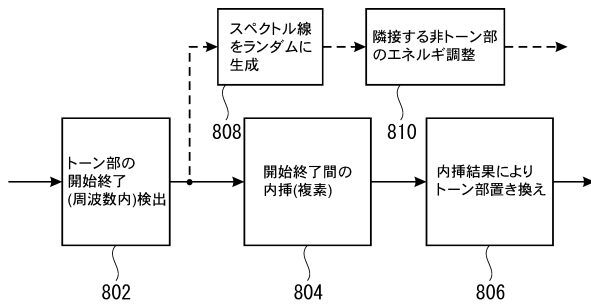 スペクトル線
をランダムに
生成
808
隣接する非トーン部
のエネルギ調整
810
トーン部の
開始終了
(周波数内)検出
802
開始終了間の
内挿(複素)
804
内挿結果により
トーン部置き換え
806